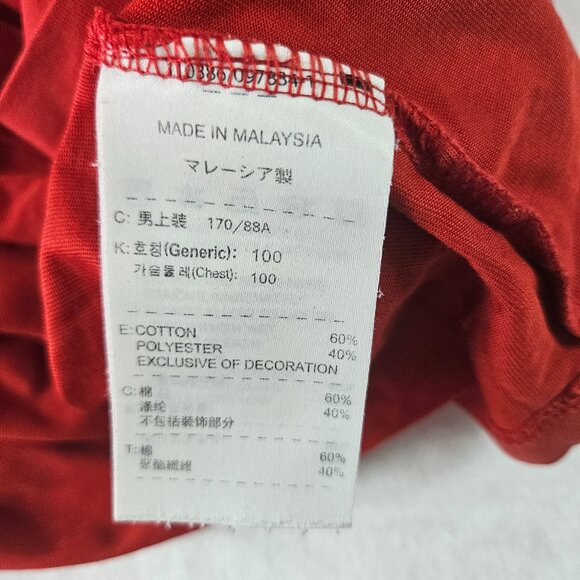 MADE IN MALAYSIA
マレーシア製
C: 男上装 170/88A
K: 호칭(Generic): 100
가슴둘레(Chest): 100
E: COTTON 60%
POLYESTER 40%
EXCLUSIVE OF DECORATION
C: 棉 60%
涤纶 40%
不包括装饰部分
T: 棉 60%
聚酯纖維 40%